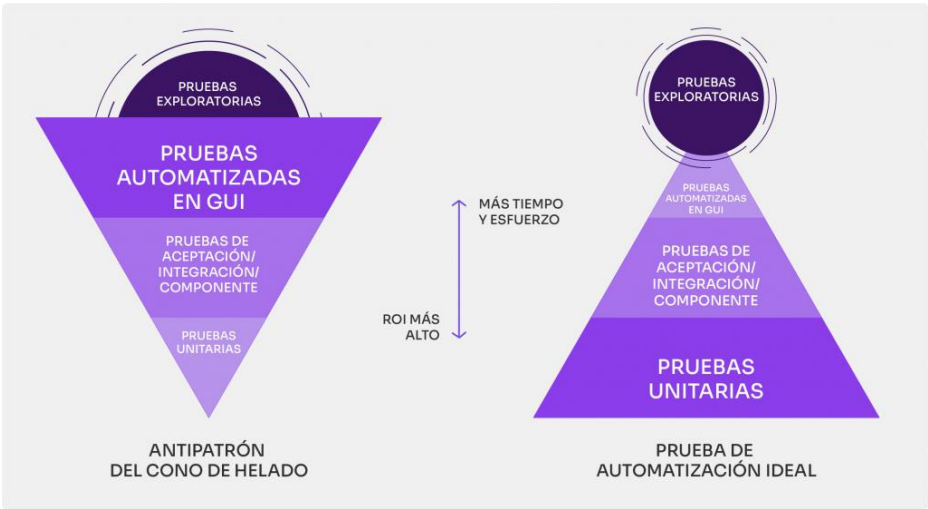 PRUEBAS
EXPLORATORIAS
PRUEBAS
AUTOMATIZADAS
EN GUI
PRUEBAS DE
ACEPTACIÓN/
INTEGRACIÓN/
COMPONENTE
PRUEBAS
UNITARIAS
ANTIPATRÓN
DEL CONO DE HELADO
MÁS TIEMPO
Y ESFUERZO
ROI MÁS
ALTO
PRUEBAS
EXPLORATORIAS
PRUEBAS
AUTOMATIZADAS
EN GUI
PRUEBAS DE
ACEPTACIÓN/
INTEGRACIÓN/
COMPONENTE
PRUEBAS
UNITARIAS
PRUEBA DE
AUTOMATIZACIÓN IDEAL